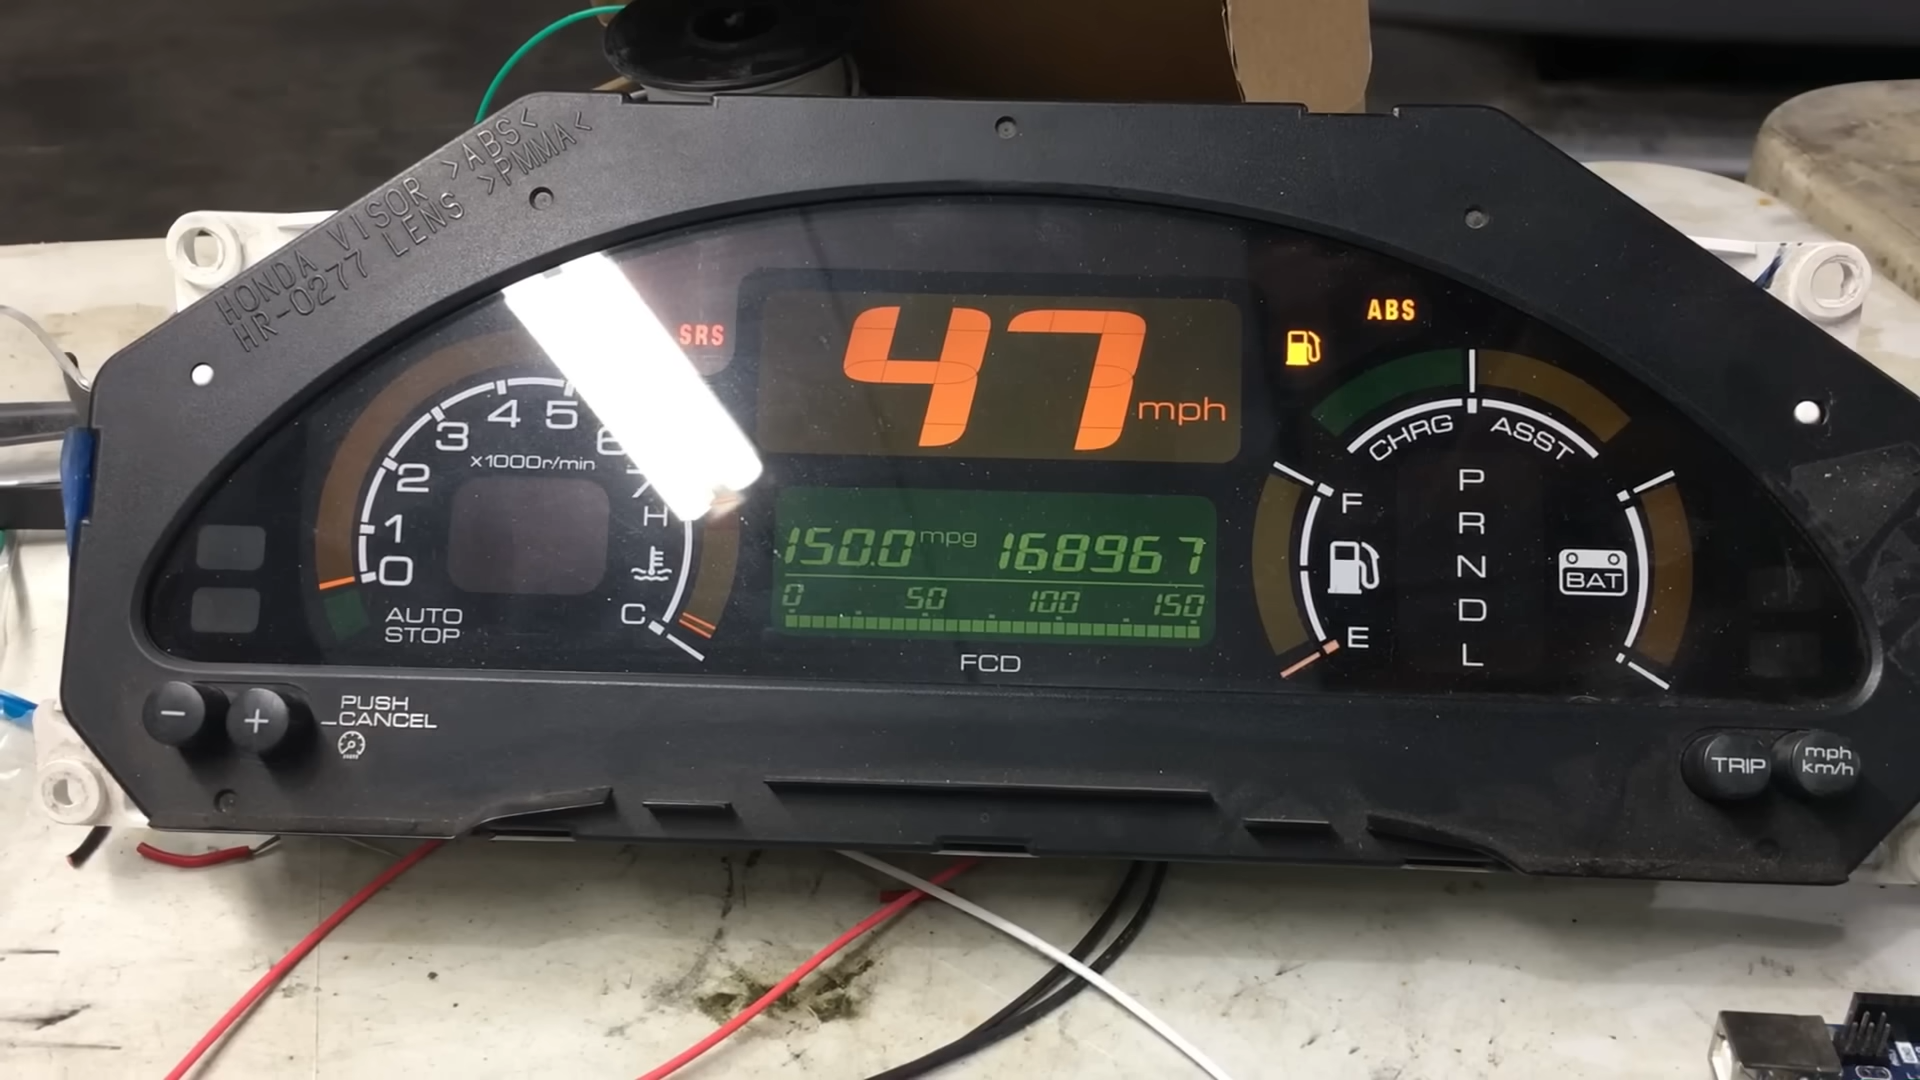 HONDA VISOR >ABS<
HR-0277 LENS >PMMA<
SRS
47 mph
ABS
0
1
2
3
4
5
6
7
x1000r/min
AUTO
STOP
H
C
150.0 mpg 168967
0 50 100 150
FCD
CHRG ASST
F
E
P
R
N
D
L
BAT
- +
PUSH
CANCEL
TRIP
mph
km/h